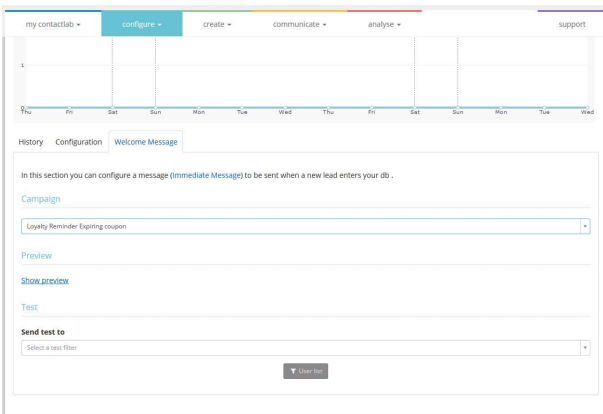 my contactlab configure create communicate analyse support
1
0
Thu Fri Sat Sun Mon Tue Wed Thu Fri Sat Sun Mon Tue Wed
History Configuration Welcome Message
In this section you can configure a message (Immediate Message) to be sent when a new lead enters your db .
Campaign
Loyalty Reminder Expiring coupon
Preview
Show preview
Test
Send test to
Select a test filter
User list